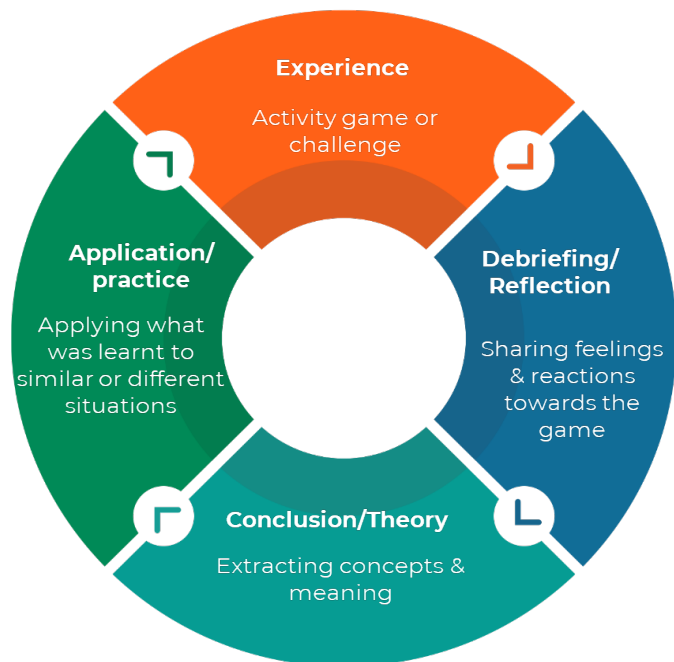 Experience
Activity game or
challenge
Debriefing/
Reflection
Sharing feelings
& reactions
towards the
game
Conclusion/Theory
Extracting concepts &
meaning
Application/
practice
Applying what
was learnt to
similar or different
situations